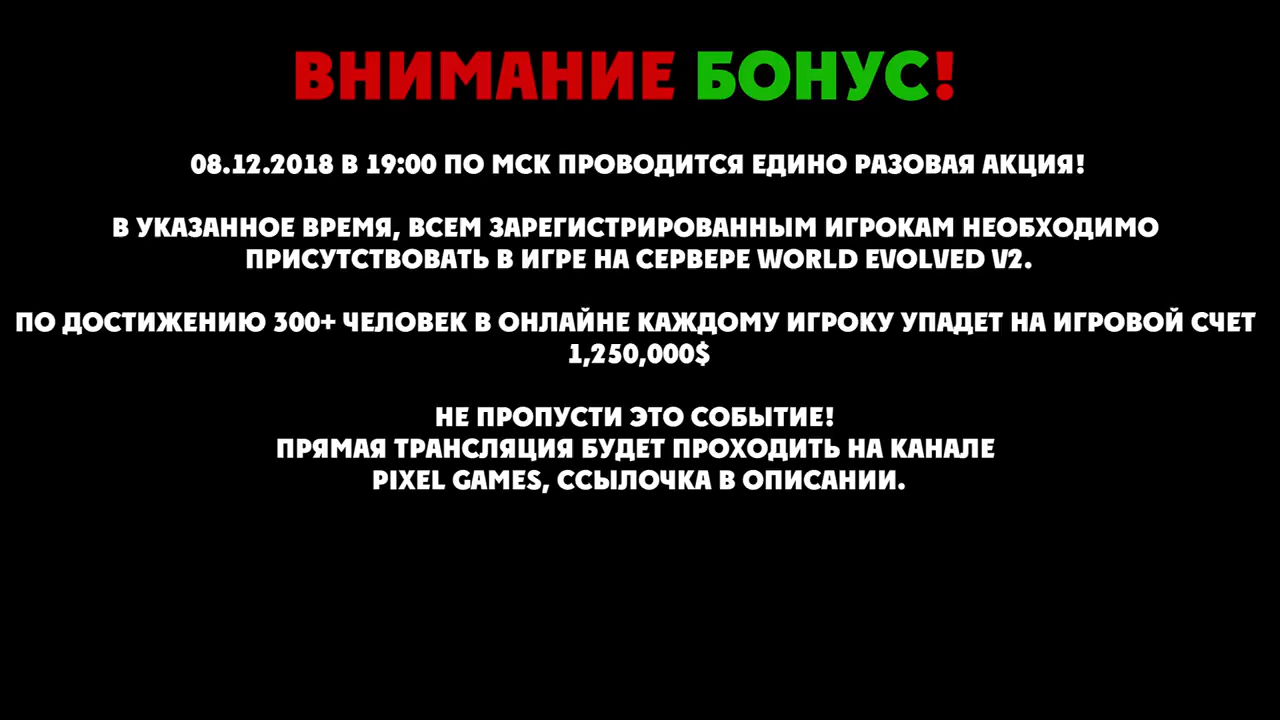 ВНИМАНИЕ БОНУС!
08.12.2018 В 19:00 ПО МСК ПРОВОДИТСЯ ЕДИНО РАЗОВАЯ АКЦИЯ!
В УКАЗАННОЕ ВРЕМЯ, ВСЕМ ЗАРЕГИСТРИРОВАННЫМ ИГРОКАМ НЕОБХОДИМО
ПРИСУТСТВОВАТЬ В ИГРЕ НА СЕРВЕРЕ WORLD EVOLVED V2.
ПО ДОСТИЖЕНИЮ 300+ ЧЕЛОВЕК В ОНЛАЙНЕ КАЖДОМУ ИГРОКУ УПАДЕТ НА ИГРОВОЙ СЧЕТ
1,250,000$
НЕ ПРОПУСТИ ЭТО СОБЫТИЕ!
ПРЯМАЯ ТРАНСЛЯЦИЯ БУДЕТ ПРОХОДИТЬ НА КАНАЛЕ
PIXEL GAMES, ССЫЛОЧКА В ОПИСАНИИ.